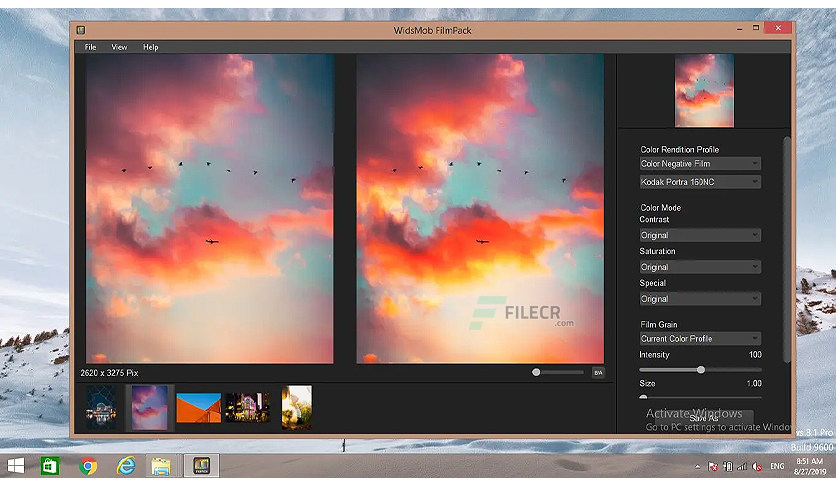 WidsMob FilmPack
File View Help
Color Rendition Profile
Color Negative Film
Kodak Portra 160NC
Color Mode
Contrast
Original
Saturation
Original
Special
Original
Film Grain
Current Color Profile
Intensity 100
Size 1.00
Save As
FILECR
.com
2620 x 3275 Pix
B/A
Activate Windows
Go to PC settings to activate Windows
ws 8.1 Pro
Build 9600
ENG
8:51 AM
8/27/2019